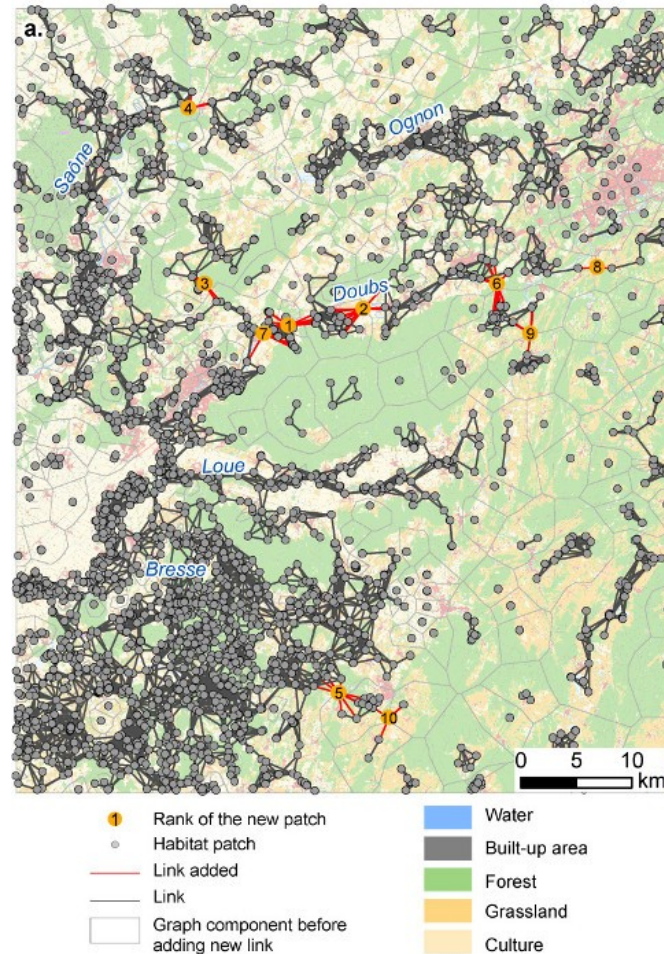 a.
4
Ognon
Saône
3
6
8
Doubs
2
1
7
9
Loue
Bresse
5
10
0 5 10
km
1 Rank of the new patch
Habitat patch
Link added
Link
Graph component before
adding new link
Water
Built-up area
Forest
Grassland
Culture